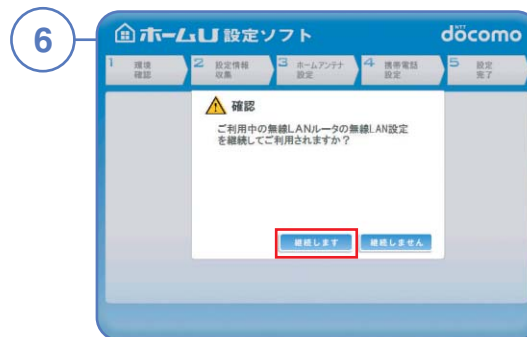 6
ホームU 設定ソフト
NTT
döcomo
1 環境
確認
2 設定情報
収集
3 ホームアンテナ
設定
4 携帯電話
設定
5 設定
完了
確認
ご利用中の無線LANルータの無線LAN設定
を継続してご利用されますか？
継続します
継続しません